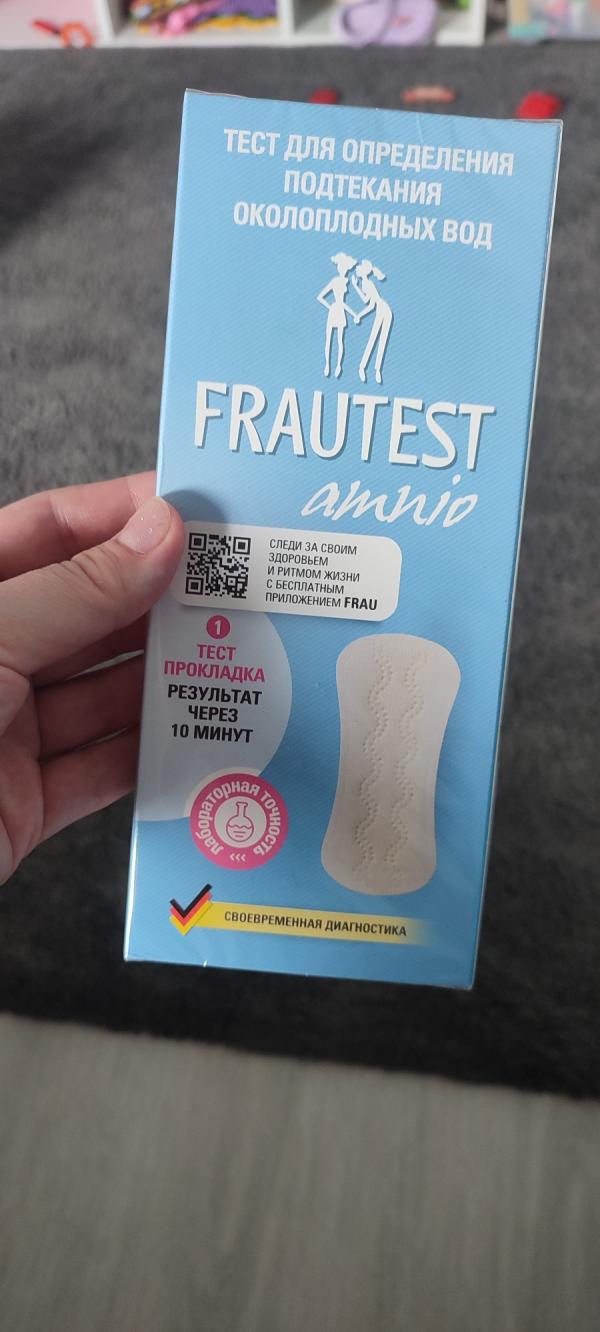 ТЕСТ ДЛЯ ОПРЕДЕЛЕНИЯ
ПОДТЕКАНИЯ
ОКОЛОПЛОДНЫХ ВОД
FRAUTEST
amnio
СЛЕДИ ЗА СВОИМ
ЗДОРОВЬЕМ
И РИТМОМ ЖИЗНИ
С БЕСПЛАТНЫМ
ПРИЛОЖЕНИЕМ FRAU
1
ТЕСТ
ПРОКЛАДКА
РЕЗУЛЬТАТ
ЧЕРЕЗ
10 МИНУТ
лабораторная точность
‹‹‹
СВОЕВРЕМЕННАЯ ДИАГНОСТИКА